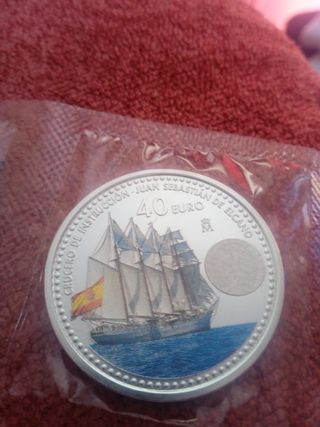 CRUCERO DE INSTRUCCIÓN - JUAN SEBASTIÁN DE ELCANO
40 EURO
M